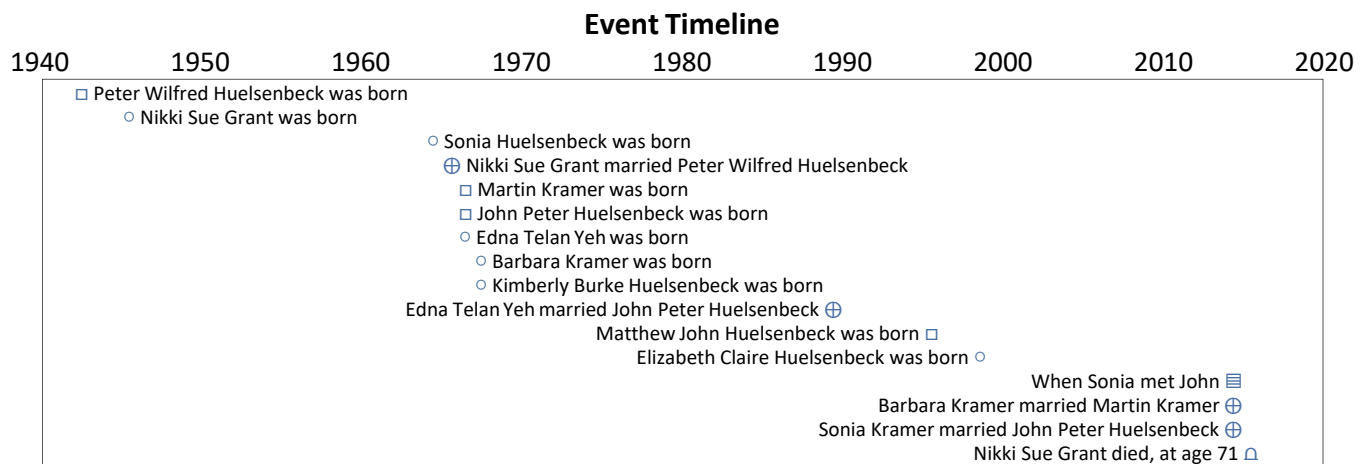 Event Timeline
1940 1950 1960 1970 1980 1990 2000 2010 2020
Peter Wilfred Huelsenbeck was born
Nikki Sue Grant was born
Sonia Huelsenbeck was born
Nikki Sue Grant married Peter Wilfred Huelsenbeck
Martin Kramer was born
John Peter Huelsenbeck was born
Edna Telan Yeh was born
Barbara Kramer was born
Kimberly Burke Huelsenbeck was born
Edna Telan Yeh married John Peter Huelsenbeck
Matthew John Huelsenbeck was born
Elizabeth Claire Huelsenbeck was born
When Sonia met John
Barbara Kramer married Martin Kramer
Sonia Kramer married John Peter Huelsenbeck
Nikki Sue Grant died, at age 71